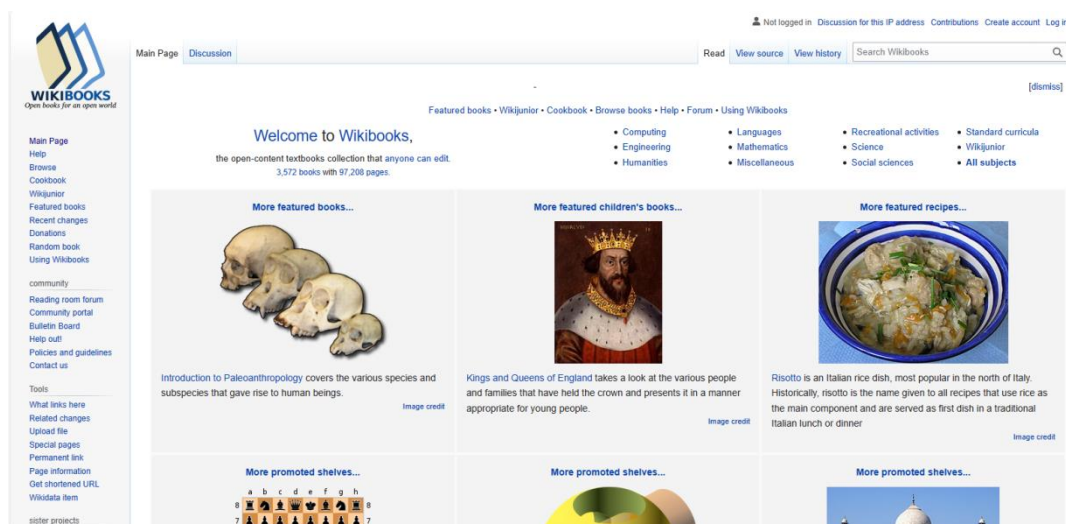 Not logged in Discussion for this IP address Contributions Create account Log in
Main Page Discussion
Read View source View history Search Wikibooks
WIKIBOOKS
Open books for an open world
[dismiss]
Featured books • Wikijunior • Cookbook • Browse books • Help • Forum • Using Wikibooks
Welcome to Wikibooks,
the open-content textbooks collection that anyone can edit.
3,572 books with 97,208 pages.
• Computing
• Engineering
• Humanities
• Languages
• Mathematics
• Miscellaneous
• Recreational activities
• Science
• Social sciences
• Standard curricula
• Wikijunior
• All subjects
Main Page
Help
Browse
Cookbook
Wikijunior
Featured books
Recent changes
Donations
Random book
Using Wikibooks
community
Reading room forum
Community portal
Bulletin Board
Help out!
Policies and guidelines
Contact us
Tools
What links here
Related changes
Upload file
Special pages
Permanent link
Page information
Get shortened URL
Wikidata item
sister projects
More featured books...
Introduction to Paleoanthropology covers the various species and
subspecies that gave rise to human beings.
Image credit
More featured children's books...
Kings and Queens of England takes a look at the various people
and families that have held the crown and presents it in a manner
appropriate for young people.
Image credit
More featured recipes...
Risotto is an Italian rice dish, most popular in the north of Italy.
Historically, risotto is the name given to all recipes that use rice as
the main component and are served as first dish in a traditional
Italian lunch or dinner
Image credit
More promoted shelves...
a b c d e f g h
8 8
7 7
More promoted shelves...
More promoted shelves...